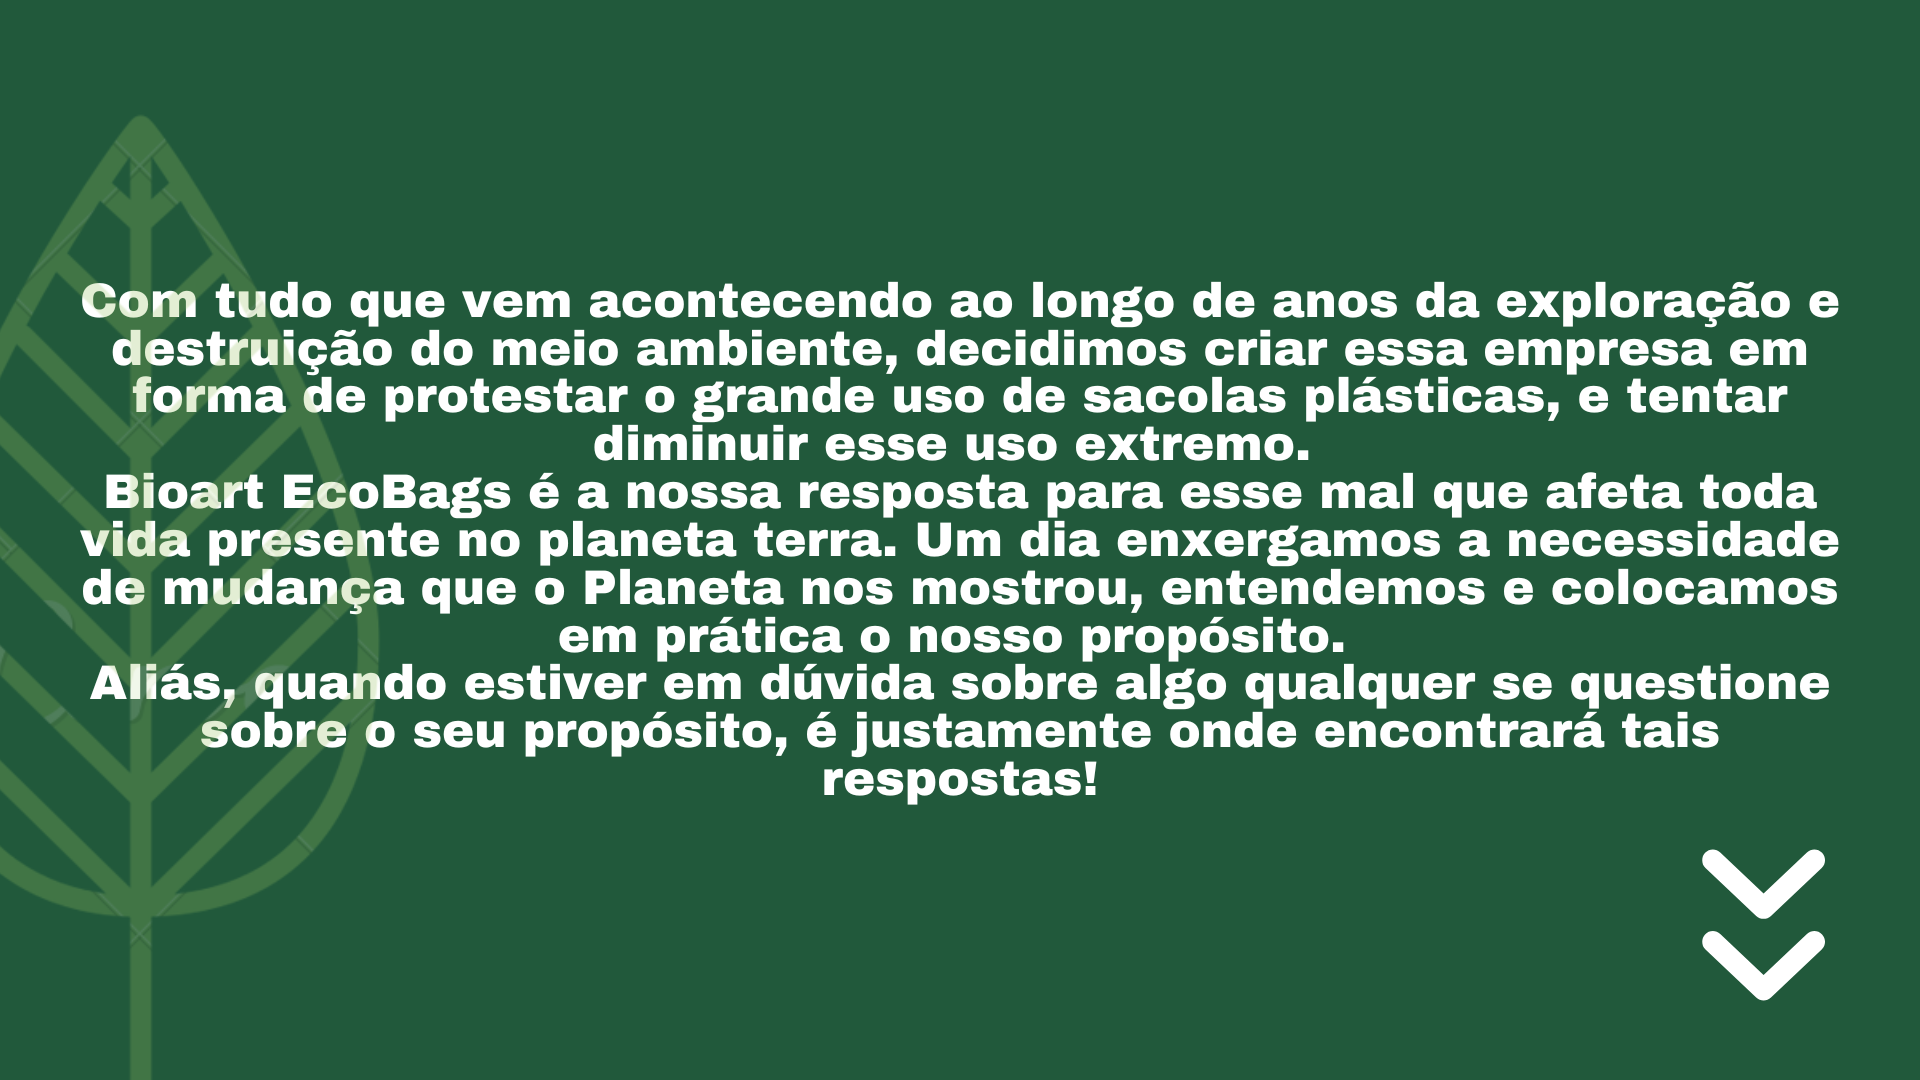 Com tudo que vem acontecendo ao longo de anos da exploração e
destruição do meio ambiente, decidimos criar essa empresa em
forma de protestar o grande uso de sacolas plásticas, e tentar
diminuir esse uso extremo.
Bioart EcoBags é a nossa resposta para esse mal que afeta toda
vida presente no planeta terra. Um dia enxergamos a necessidade
de mudança que o Planeta nos mostrou, entendemos e colocamos
em prática o nosso propósito.
Aliás, quando estiver em dúvida sobre algo qualquer se questione
sobre o seu propósito, é justamente onde encontrará tais
respostas!